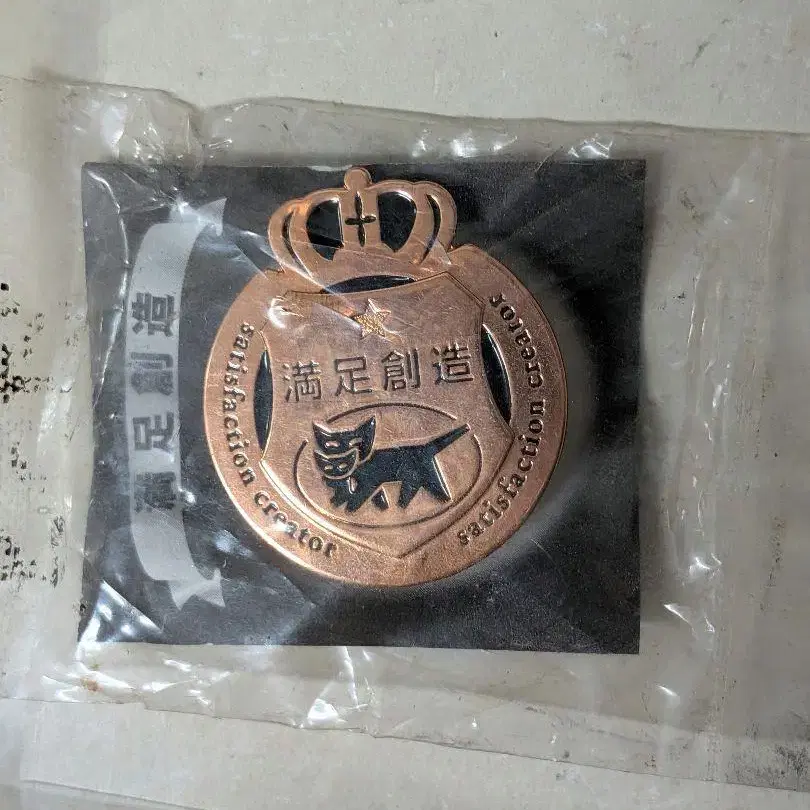 満足創造
満足創造
satisfaction creator
satisfaction creator